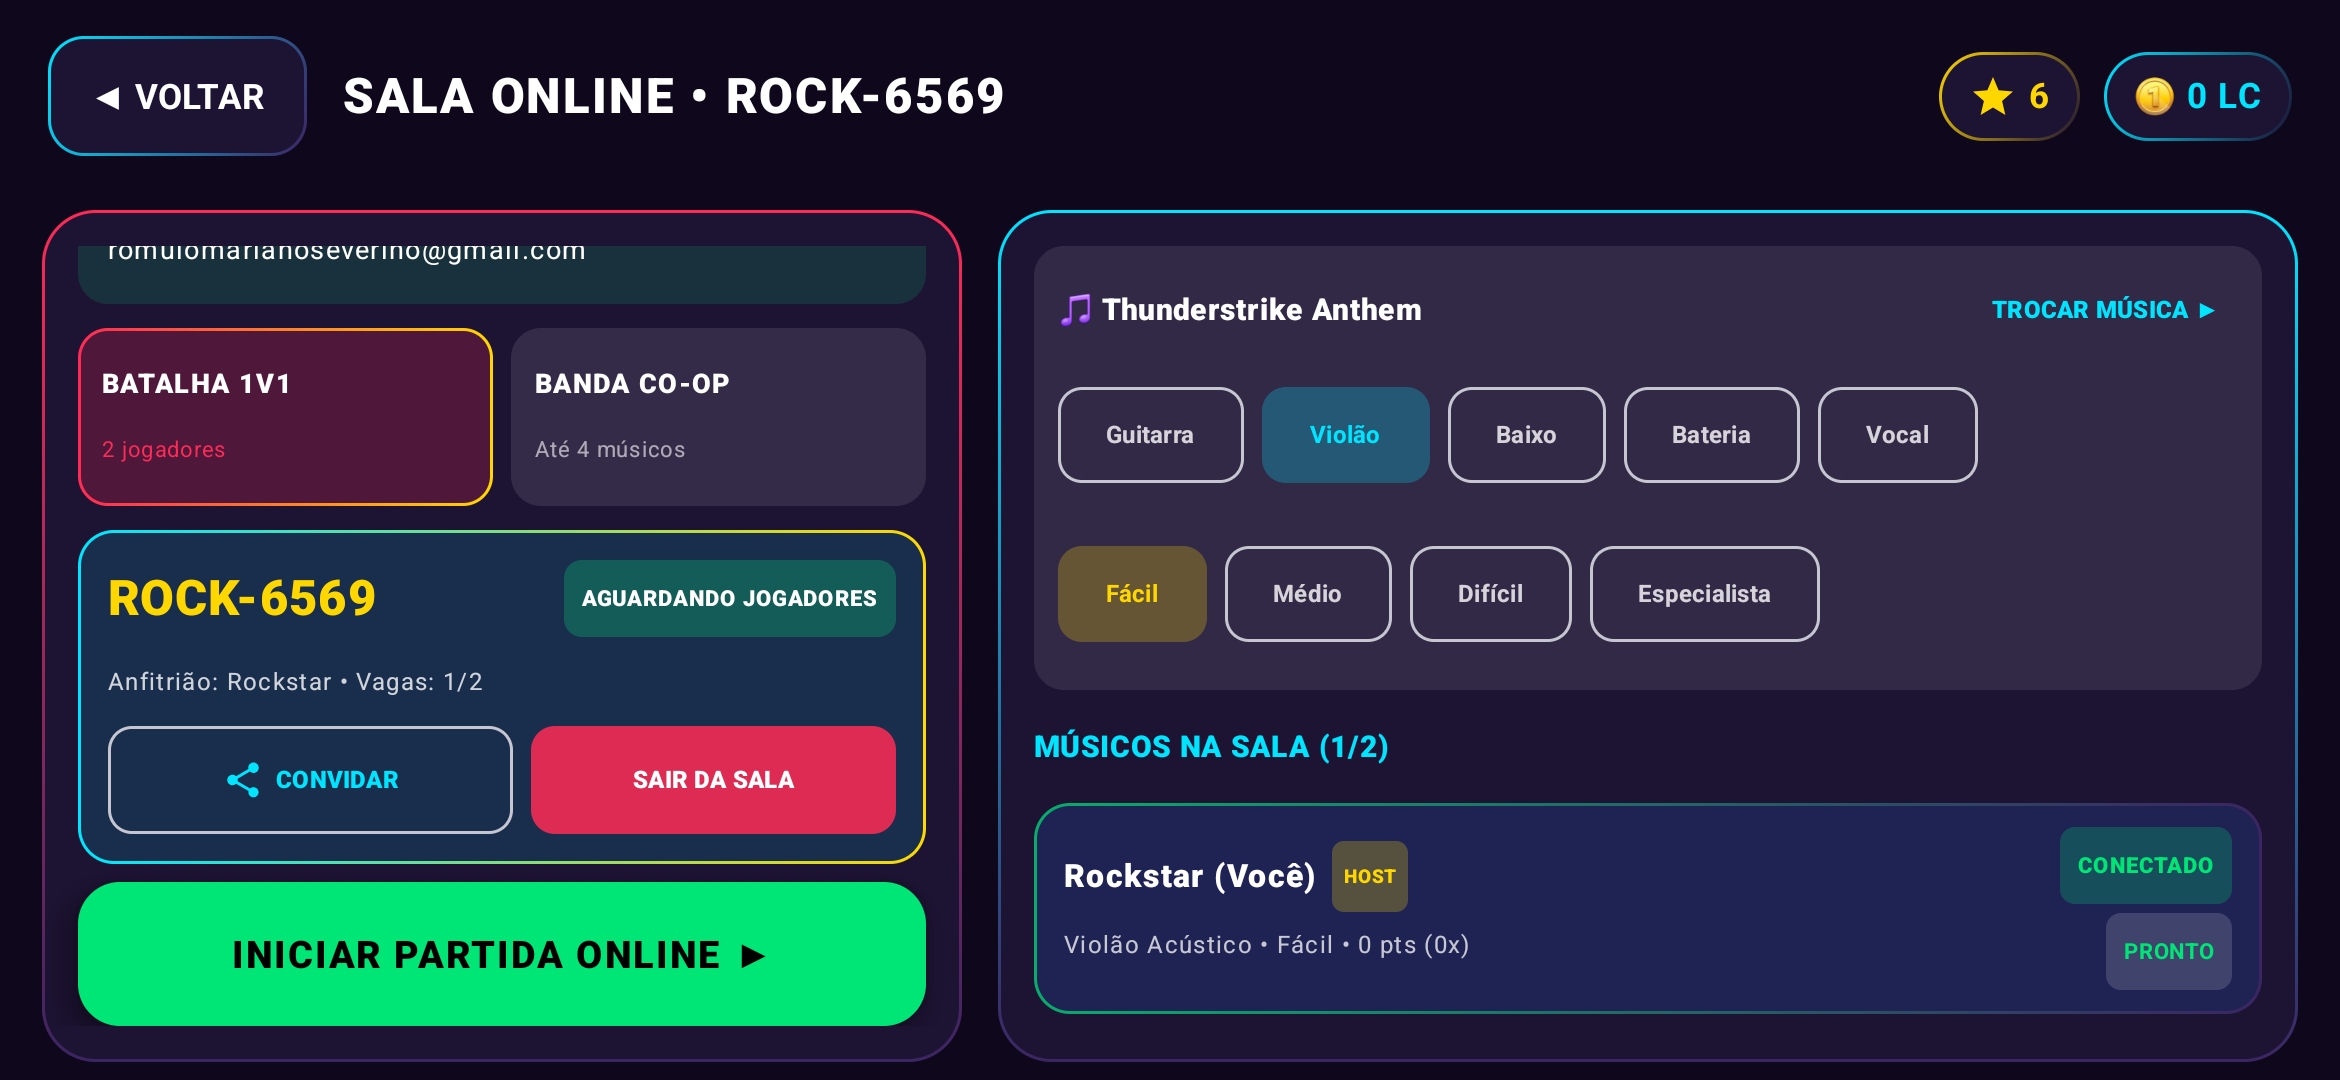 ◄ VOLTAR
SALA ONLINE • ROCK-6569
6
0 LC
romulomarianoseverino@gmail.com
BATALHA 1V1
2 jogadores
BANDA CO-OP
Até 4 músicos
ROCK-6569
AGUARDANDO JOGADORES
Anfitrião: Rockstar • Vagas: 1/2
CONVIDAR
SAIR DA SALA
INICIAR PARTIDA ONLINE ►
Thunderstrike Anthem
TROCAR MÚSICA ►
Guitarra
Violão
Baixo
Bateria
Vocal
Fácil
Médio
Difícil
Especialista
MÚSICOS NA SALA (1/2)
Rockstar (Você)
HOST
CONECTADO
Violão Acústico • Fácil • 0 pts (0x)
PRONTO